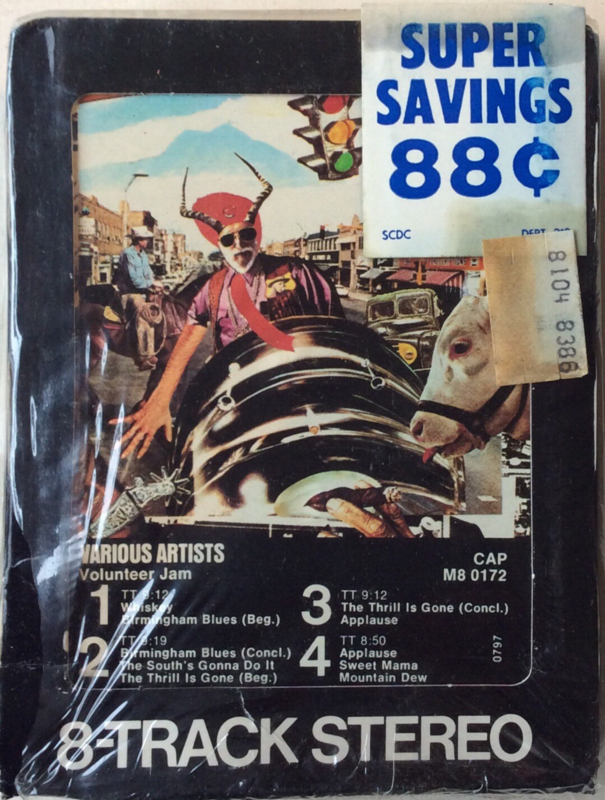 SUPER
SAVINGS
88¢
SCDC
8104 8386
VARIOUS ARTISTS
Volunteer Jam
CAP
M8 0172
1 TT 9:12
Whiskey
Birmingham Blues (Beg.)
2 TT 9:19
Birmingham Blues (Concl.)
The South's Gonna Do It
The Thrill Is Gone (Beg.)
3 TT 9:12
The Thrill Is Gone (Concl.)
Applause
4 TT 8:50
Applause
Sweet Mama
Mountain Dew
0797
8-TRACK STEREO